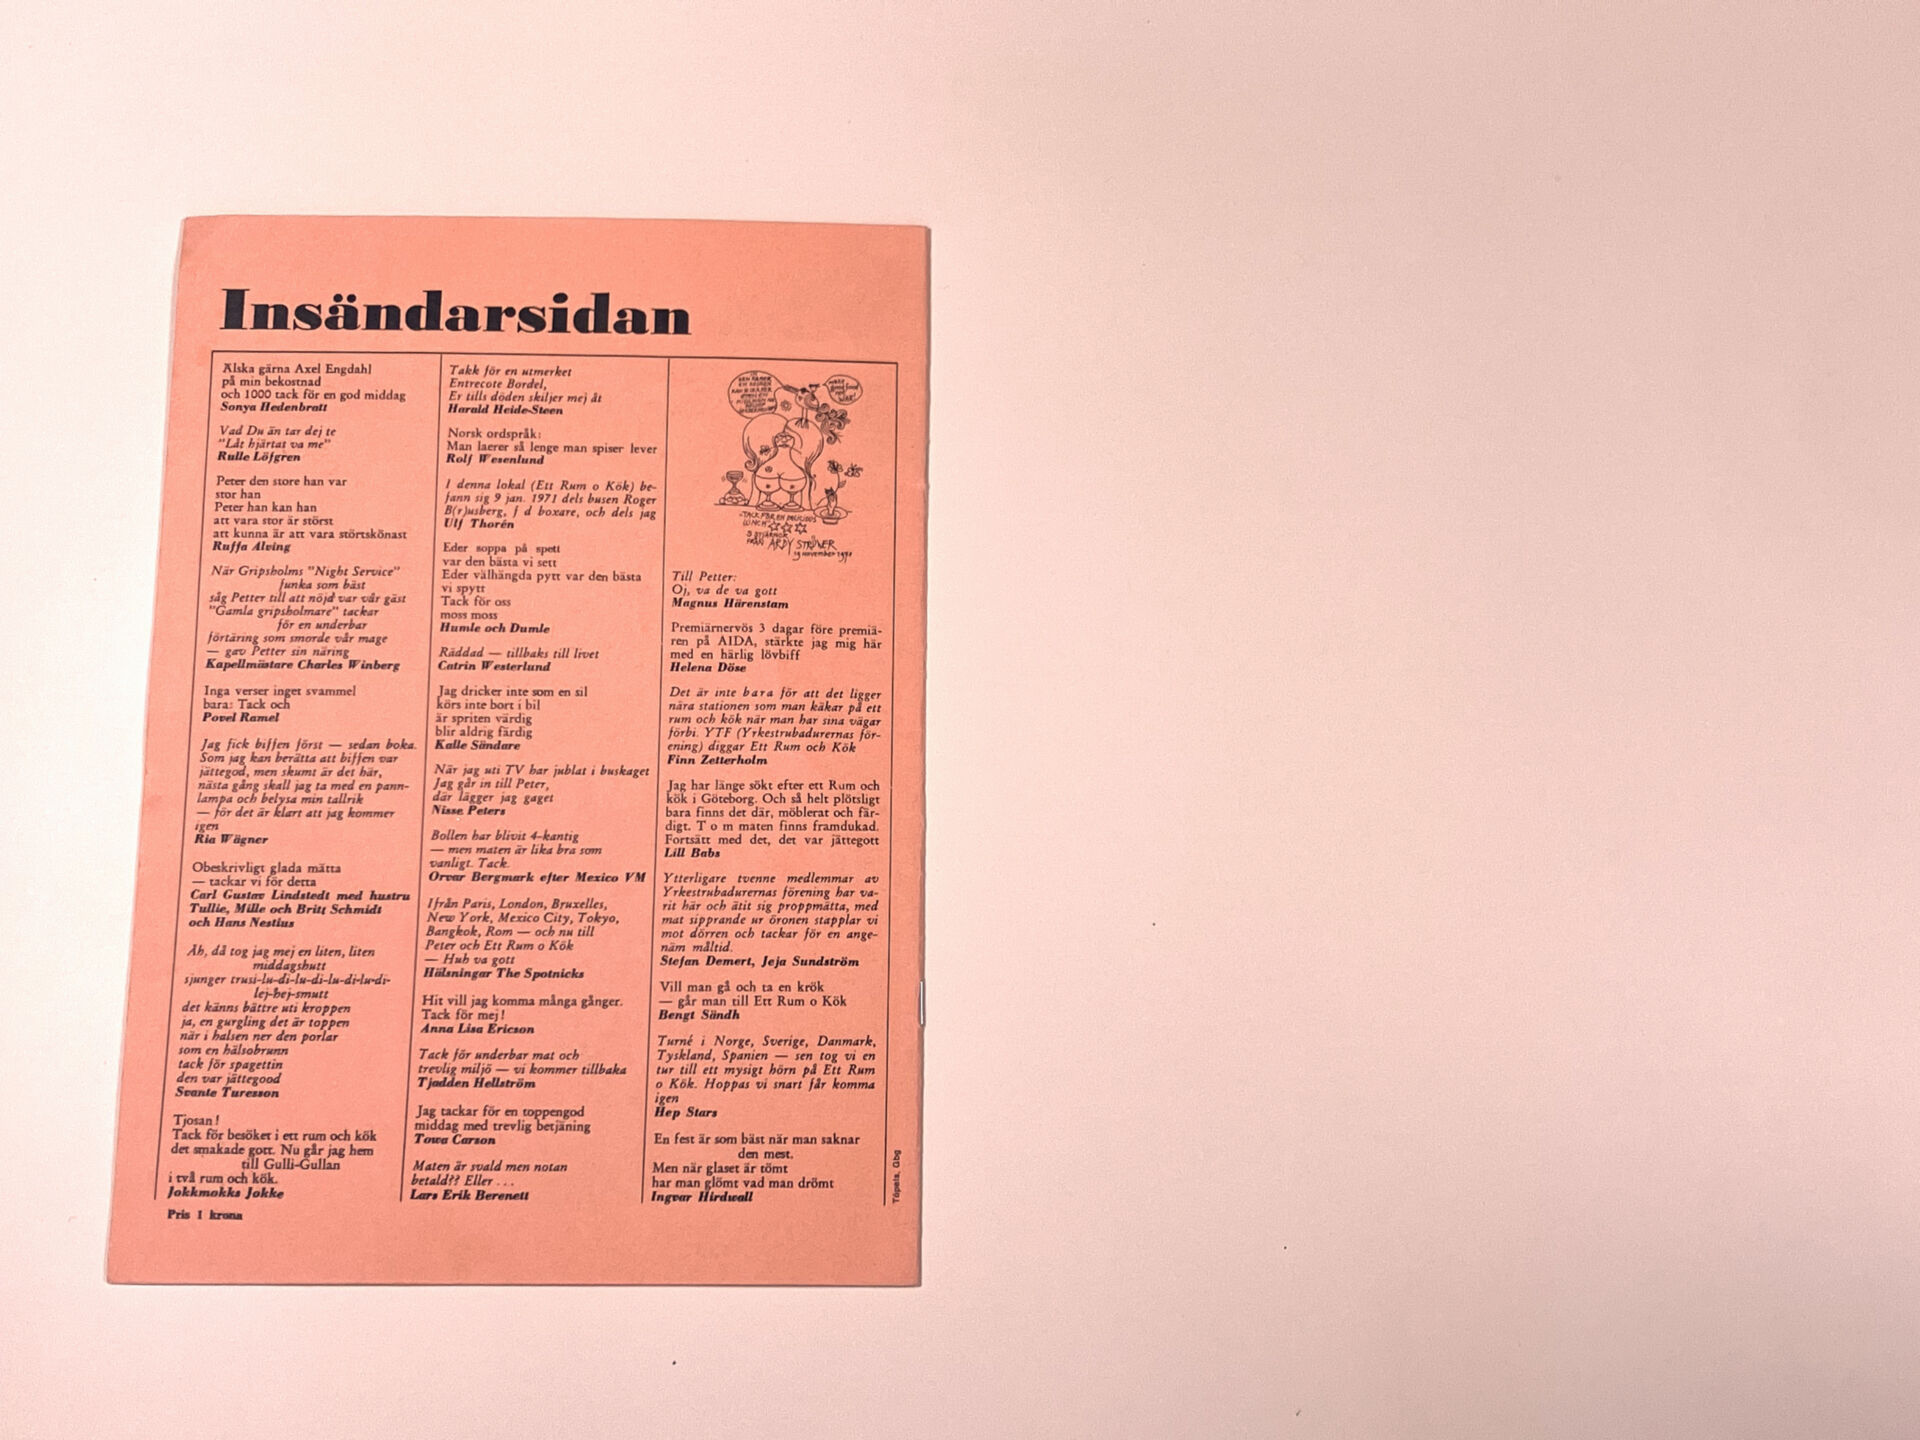 Insändarsidan
Älska gärna Axel Engdahl
på min bekostnad
och 1000 tack för en god middag
Sonya Hedenbratt
Vad Du än tar dej te
"Låt hjärtat va me"
Rulle Löfgren
Peter den store han var
stor han
Peter han kan han
att vara stor är störst
att kunna är att vara störtskönast
Ruffa Alving
När Gripsholms "Night Service"
funka som bäst
såg Petter till att nöjd var vår gäst
"Gamla gripsholmare" tackar
för en underbar
förtäring som smorde vår mage
— gav Petter sin näring
Kapellmästare Charles Winberg
Inga verser inget svammel
bara: Tack och
Povel Ramel
Jag fick biffen först — sedan boka.
Som jag kan berätta att biffen var
jättegod, men skumt är det här,
nästa gång skall jag ta med en pann-
lampa och belysa min tallrik
— för det är klart att jag kommer
igen
Ria Wägner
Obeskrivligt glada mätta
— tackar vi för detta
Carl Gustav Lindstedt med hustru
Tullie, Mille och Britt Schmidt
och Hans Nestius
Åh, då tog jag mej en liten, liten
middagshutt
sjunger trusi-lu-di-lu-di-lu-di-lu-di-
lej-hej-smutt
det känns bättre uti kroppen
ja, en gurgling det är toppen
när i halsen ner den porlar
som en hälsobrunn
tack för spagettin
den var jättegood
Svante Turesson
Tjosan!
Tack för besöket i ett rum och kök
det smakade gott. Nu går jag hem
till Gulli-Gullan
i två rum och kök.
Jokkmokks Jokke
Pris 1 krona
Takk för en utmerket
Entrecote Bordel,
Er tills döden skiljer mej åt
Harald Heide-Steen
Norsk ordspråk:
Man laerer så lenge man spiser lever
Rolf Wesenlund
I denna lokal (Ett Rum o Kök) be-
fann sig 9 jan. 1971 dels busen Roger
B(r)usberg, f d boxare, och dels jag
Ulf Thorén
Eder soppa på spett
var den bästa vi sett
Eder välhängda pytt var den bästa
vi spytt
Tack för oss
moss moss
Humle och Dumle
Räddad — tillbaks till livet
Catrin Westerlund
Jag dricker inte som en sil
körs inte bort i bil
är spriten värdig
blir aldrig färdig
Kalle Sändare
När jag uti TV har jublat i buskaget
Jag går in till Peter,
där lägger jag gaget
Nisse Peters
Bollen har blivit 4-kantig
— men maten är lika bra som
vanligt. Tack.
Orvar Bergmark efter Mexico VM
Ifrån Paris, London, Bruxelles,
New York, Mexico City, Tokyo,
Bangkok, Rom — och nu till
Peter och Ett Rum o Kök
— Huh va gott
Hälsningar The Spotnicks
Hit vill jag komma många gånger.
Tack för mej!
Anna Lisa Ericson
Tack för underbar mat och
trevlig miljö — vi kommer tillbaka
Tjadden Hellström
Jag tackar för en toppengod
middag med trevlig betjäning
Towa Carson
Maten är svald men notan
betald?? Eller . . .
Lars Erik Berenett
MAKE
good food
not
WAR!
"TACK FÖR EN DELICIOUS
LUNCH"
3 STJÄRNOR
FRÅN ARDY STRÜWER
19 november 1970
Till Petter:
Oj, va de va gott
Magnus Härenstam
Premiärnervös 3 dagar före premiä-
ren på AIDA, stärkte jag mig här
med en härlig lövbiff
Helena Döse
Det är inte bara för att det ligger
nära stationen som man käkar på ett
rum och kök när man har sina vägar
förbi. YTF (Yrkestrubadurernas för-
ening) diggar Ett Rum och Kök
Finn Zetterholm
Jag har länge sökt efter ett Rum och
kök i Göteborg. Och så helt plötsligt
bara finns det där, möblerat och fär-
digt. T o m maten finns framdukad.
Fortsätt med det, det var jättegott
Lill Babs
Ytterligare tvenne medlemmar av
Yrkestrubadurernas förening har va-
rit här och ätit sig proppmätta, med
mat sipprande ur öronen stapplar vi
mot dörren och tackar för en ange-
näm måltid.
Stefan Demert, Jeja Sundström
Vill man gå och ta en krök
— går man till Ett Rum o Kök
Bengt Sändh
Turné i Norge, Sverige, Danmark,
Tyskland, Spanien — sen tog vi en
tur till ett mysigt hörn på Ett Rum
o Kök. Hoppas vi snart får komma
igen
Hep Stars
En fest är som bäst när man saknar
den mest.
Men när glaset är tömt
har man glömt vad man drömt
Ingvar Hirdwall
Töpels, Gbg